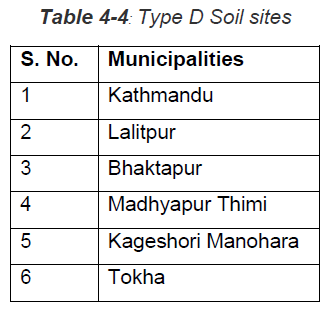 Table 4-4: Type D Soil sites
S. No. Municipalities
1 Kathmandu
2 Lalitpur
3 Bhaktapur
4 Madhyapur Thimi
5 Kageshori Manohara
6 Tokha